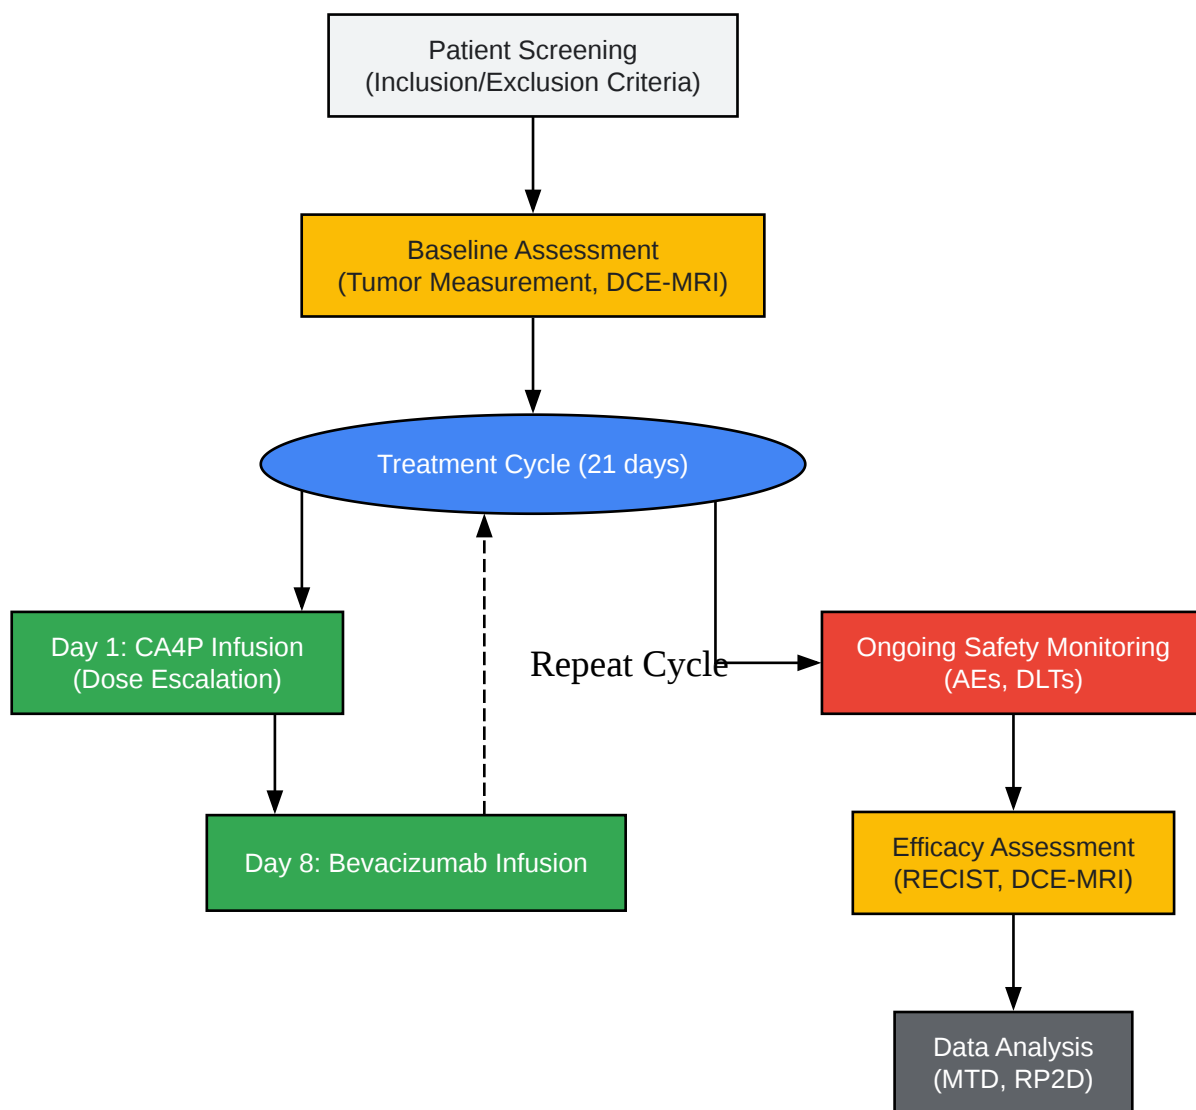 Patient Screening
(Inclusion/Exclusion Criteria)
Baseline Assessment
(Tumor Measurement, DCE-MRI)
Treatment Cycle (21 days)
Day 1: CA4P Infusion
(Dose Escalation)
Repeat Cycle
Ongoing Safety Monitoring
(AEs, DLTs)
Day 8: Bevacizumab Infusion
Efficacy Assessment
(RECIST, DCE-MRI)
Data Analysis
(MTD, RP2D)